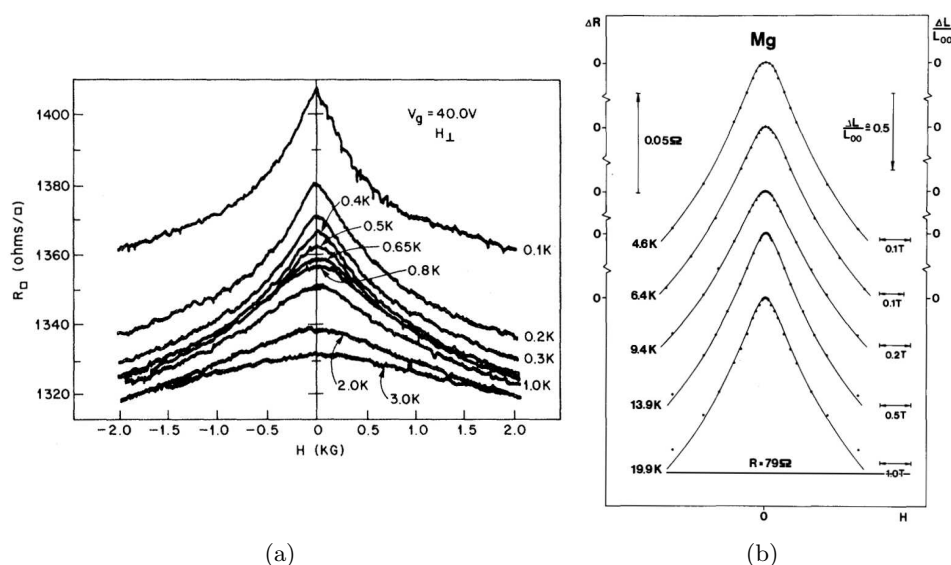 1400
1380
1360
1340
1320
R□ (ohms/□)
Vg = 40.0V
H⊥
0.1K
0.2K
0.3K
0.4K
0.5K
0.65K
0.8K
1.0K
2.0K
3.0K
-2.0 -1.5 -1.0 -0.5 0 0.5 1.0 1.5 2.0
H (KG)
(a)
ΔR
Mg
ΔL
L00
0 0
0 0
0 0
0 0
0 0
0.05Ω
ΔL/L00 ≙ 0.5
4.6K 0.1T
6.4K 0.1T
9.4K 0.2T
13.9K 0.5T
19.9K R = 79Ω 1.0T
0 H
(b)